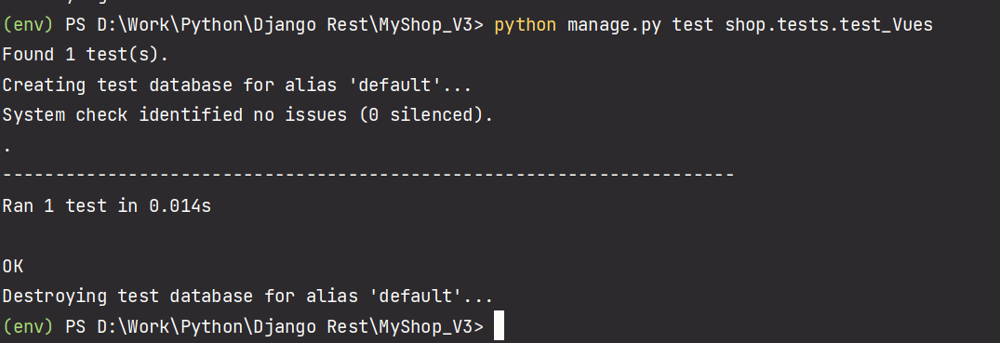 (env) PS D:\Work\Python\Django Rest\MyShop_V3> python manage.py test shop.tests.test_Vues
Found 1 test(s).
Creating test database for alias 'default'...
System check identified no issues (0 silenced).
.
----------------------------------------------------------------------
Ran 1 test in 0.014s

OK
Destroying test database for alias 'default'...
(env) PS D:\Work\Python\Django Rest\MyShop_V3>